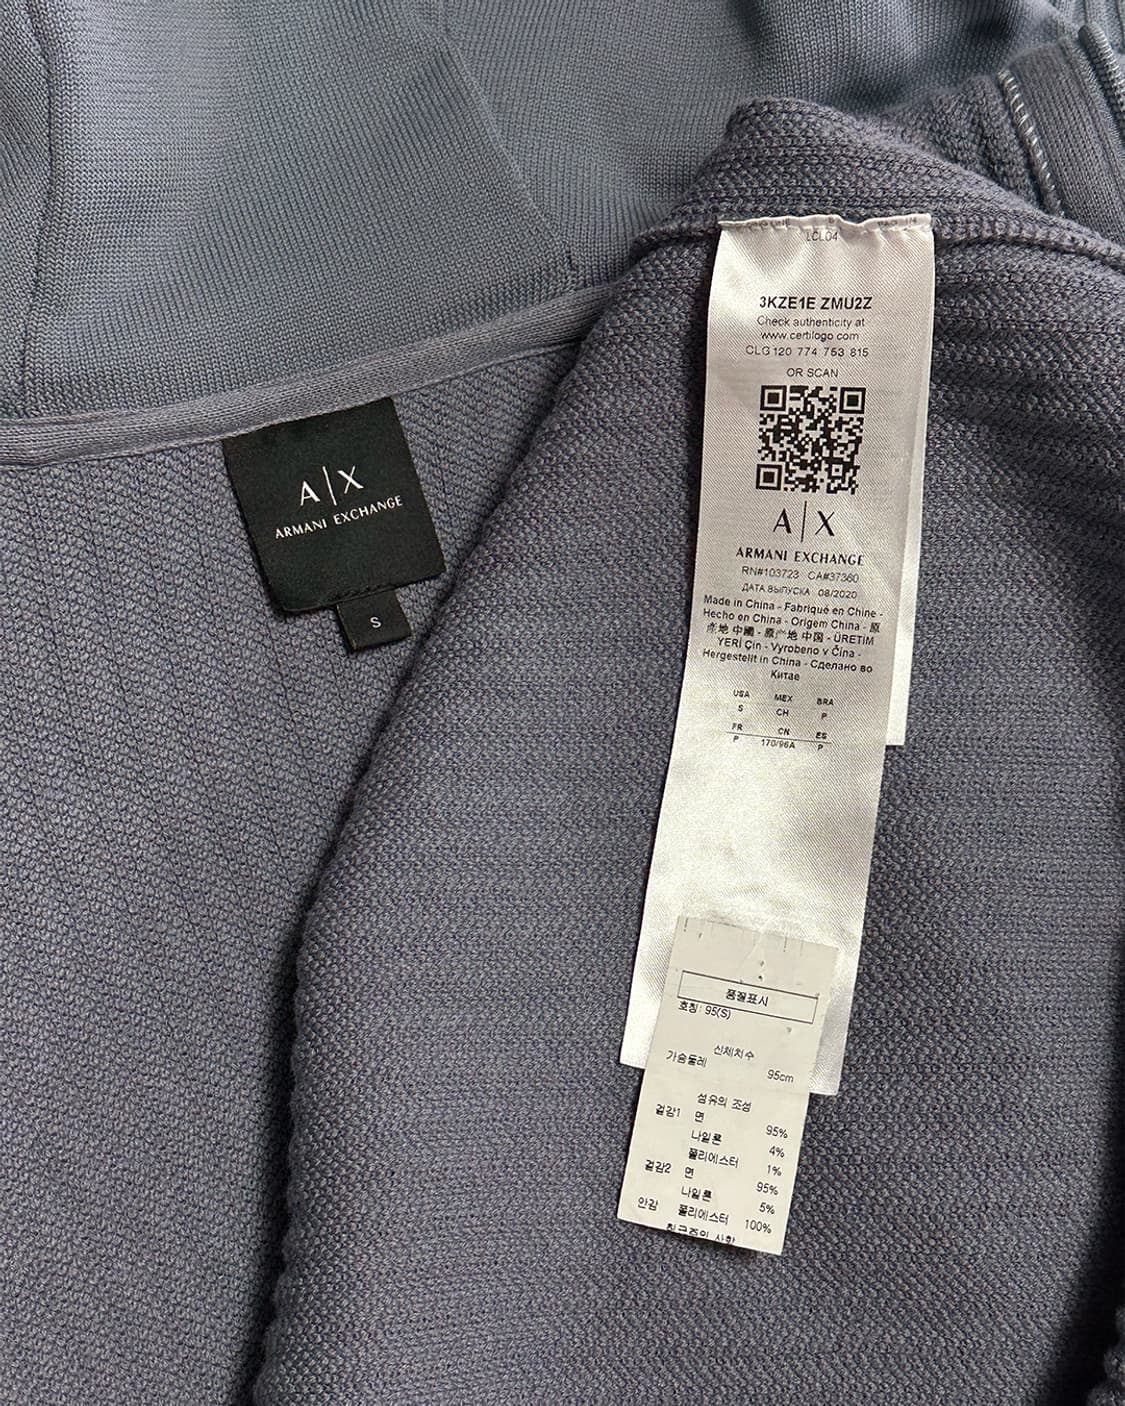 A|X
ARMANI EXCHANGE
S
LCL04
3KZE1E ZMU2Z
Check authenticity at
www.certilogo.com
CLG 120 774 753 815
OR SCAN
A|X
ARMANI EXCHANGE
RN#103723 CA#37360
ДАТА ВЫПУСКА 08/2020
Made in China - Fabriqué en Chine -
Hecho en China - Origem China - 原
產地 中國 - 原产地 中国 - ÜRETİM
YERİ Çin - Vyrobeno v Čína -
Hergestellt in China - Сделано во
Китае
USA MEX BRA
S CH P
FR CN ES
P 170/96A P
품질표시
호칭: 95(S)
신체치수
가슴둘레 95cm
섬유의 조성
겉감1 면 95%
나일론 4%
폴리에스터 1%
겉감2 면 95%
나일론 5%
안감 폴리에스터 100%